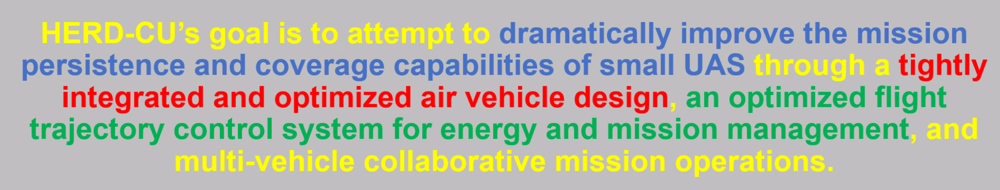 HERD-CU’s goal is to attempt to dramatically improve the mission
persistence and coverage capabilities of small UAS through a tightly
integrated and optimized air vehicle design, an optimized flight
trajectory control system for energy and mission management, and
multi-vehicle collaborative mission operations.